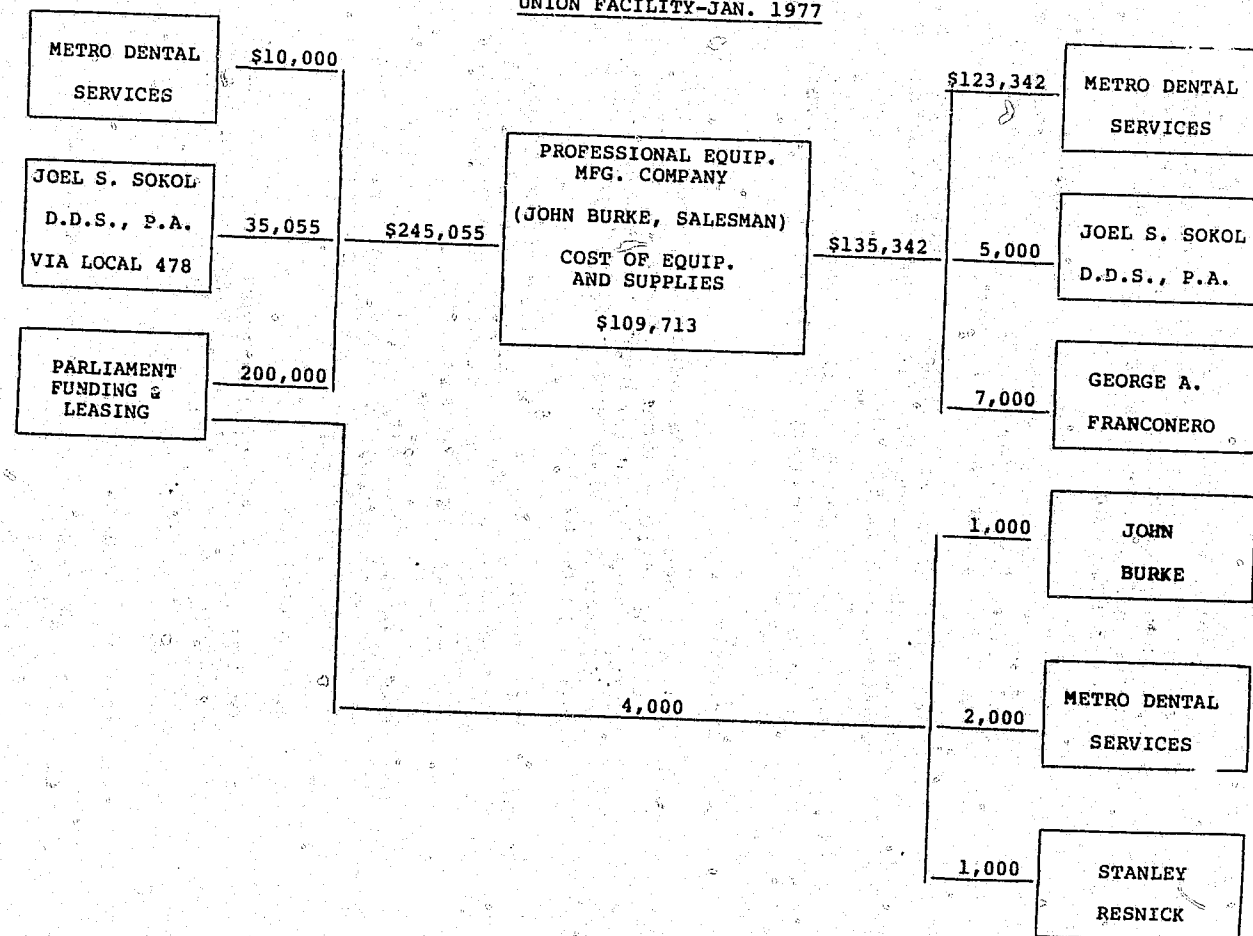 UNION FACILITY-JAN. 1977
METRO DENTAL
SERVICES
$10,000
JOEL S. SOKOL
D.D.S., P.A.
VIA LOCAL 478
35,055
PARLIAMENT
FUNDING &
LEASING
200,000
$245,055
PROFESSIONAL EQUIP.
MFG. COMPANY
(JOHN BURKE, SALESMAN)
COST OF EQUIP.
AND SUPPLIES
$109,713
$135,342
$123,342
METRO DENTAL
SERVICES
5,000
JOEL S. SOKOL
D.D.S., P.A.
7,000
GEORGE A.
FRANCONERO
4,000
1,000
JOHN
BURKE
2,000
METRO DENTAL
SERVICES
1,000
STANLEY
RESNICK